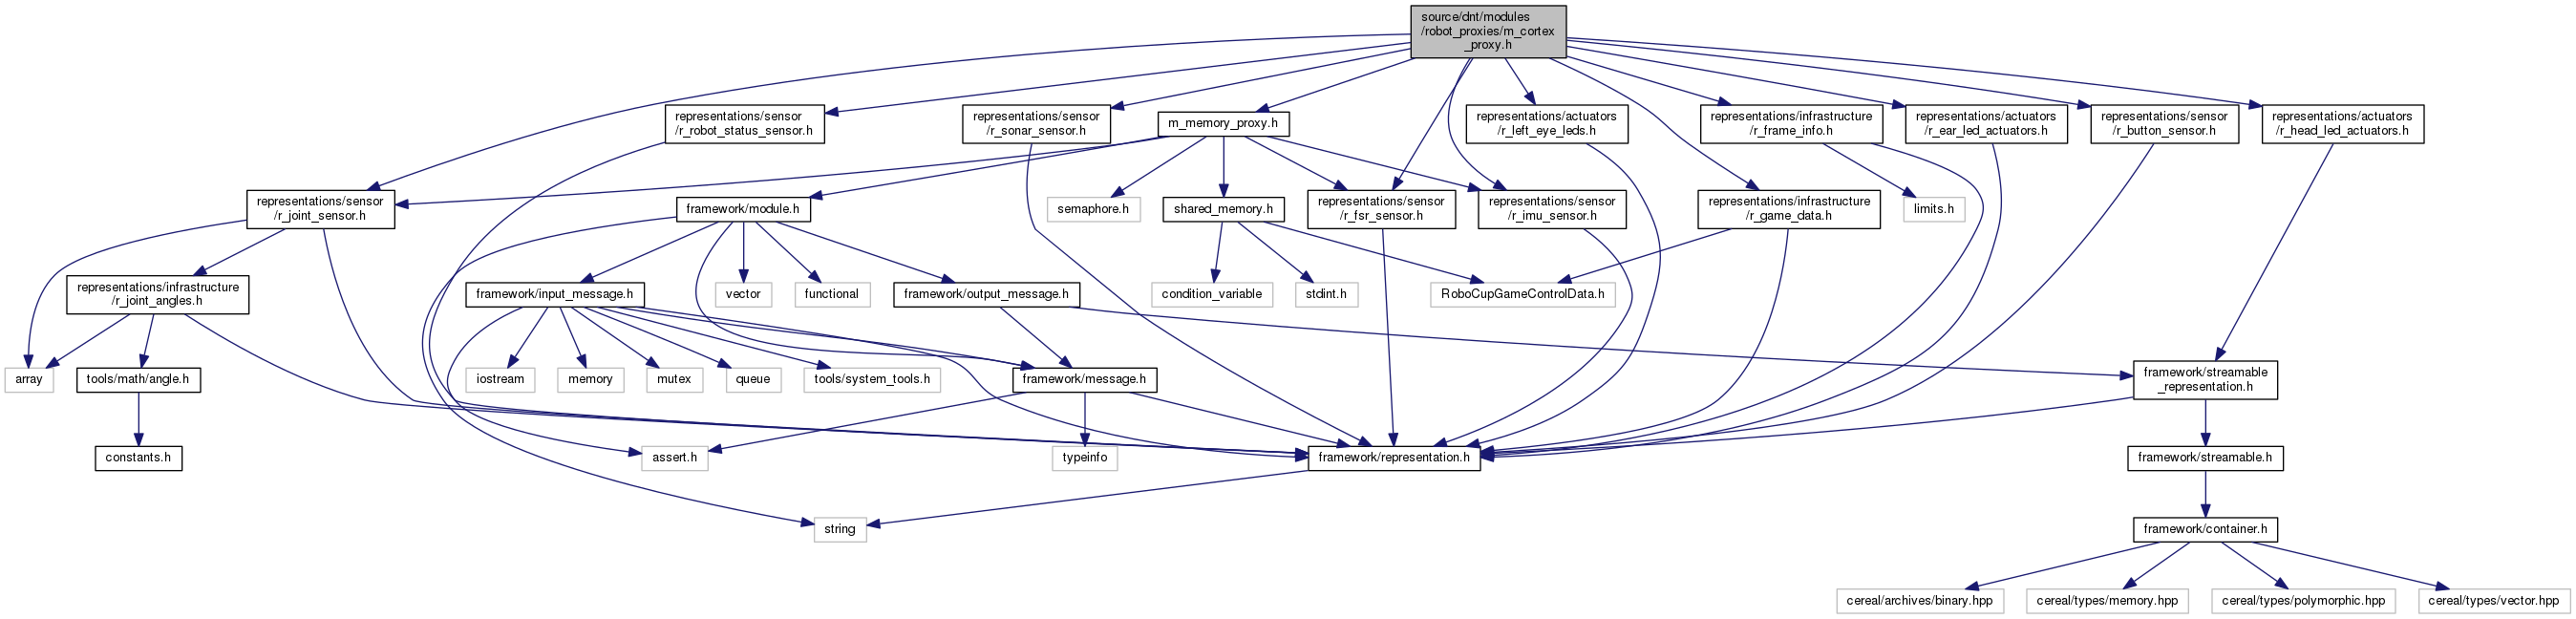 source/dnt/modules
/robot_proxies/m_cortex
_proxy.h
representations/sensor
/r_robot_status_sensor.h
representations/sensor
/r_sonar_sensor.h
m_memory_proxy.h
representations/actuators
/r_left_eye_leds.h
representations/infrastructure
/r_frame_info.h
representations/actuators
/r_ear_led_actuators.h
representations/sensor
/r_button_sensor.h
representations/actuators
/r_head_led_actuators.h
representations/sensor
/r_joint_sensor.h
framework/module.h
semaphore.h
shared_memory.h
representations/sensor
/r_fsr_sensor.h
representations/sensor
/r_imu_sensor.h
representations/infrastructure
/r_game_data.h
limits.h
representations/infrastructure
/r_joint_angles.h
framework/input_message.h
vector
functional
framework/output_message.h
condition_variable
stdint.h
RoboCupGameControlData.h
array
tools/math/angle.h
iostream
memory
mutex
queue
tools/system_tools.h
framework/message.h
framework/streamable
_representation.h
constants.h
assert.h
typeinfo
framework/representation.h
framework/streamable.h
string
framework/container.h
cereal/archives/binary.hpp
cereal/types/memory.hpp
cereal/types/polymorphic.hpp
cereal/types/vector.hpp